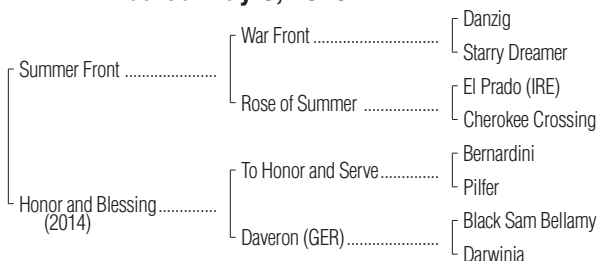 Danzig
War Front
Starry Dreamer
Summer Front
El Prado (IRE)
Rose of Summer
Cherokee Crossing
Bernardini
To Honor and Serve
Pilfer
Honor and Blessing
(2014)
Black Sam Bellamy
Daveron (GER)
Darwinia